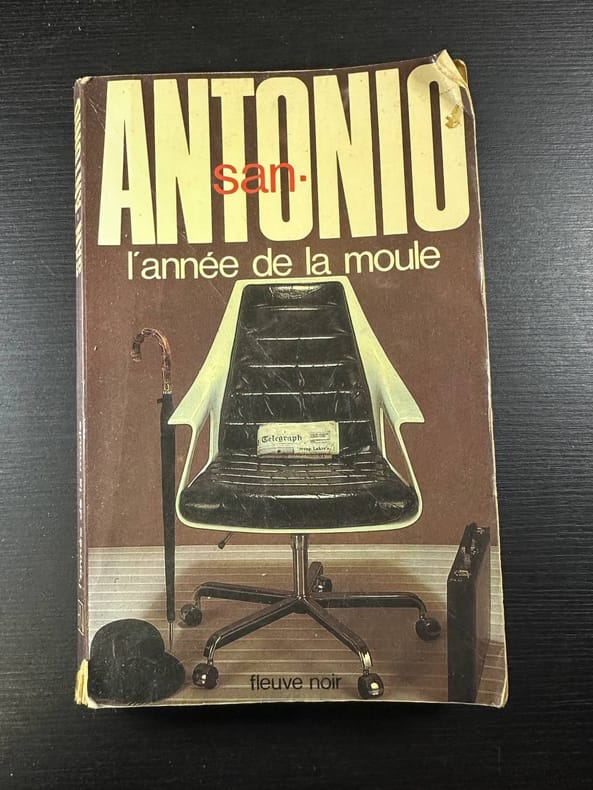 ANTONIO
san-
l'année de la moule
Telegraph
fleuve noir